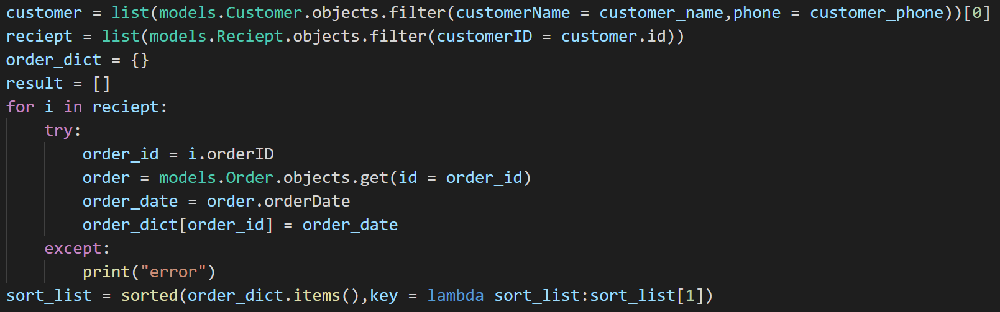 customer = list(models.Customer.objects.filter(customerName = customer_name,phone = customer_phone))[0]
reciept = list(models.Reciept.objects.filter(customerID = customer.id))
order_dict = {}
result = []
for i in reciept:
    try:
        order_id = i.orderID
        order = models.Order.objects.get(id = order_id)
        order_date = order.orderDate
        order_dict[order_id] = order_date
    except:
        print("error")
sort_list = sorted(order_dict.items(),key = lambda sort_list:sort_list[1])